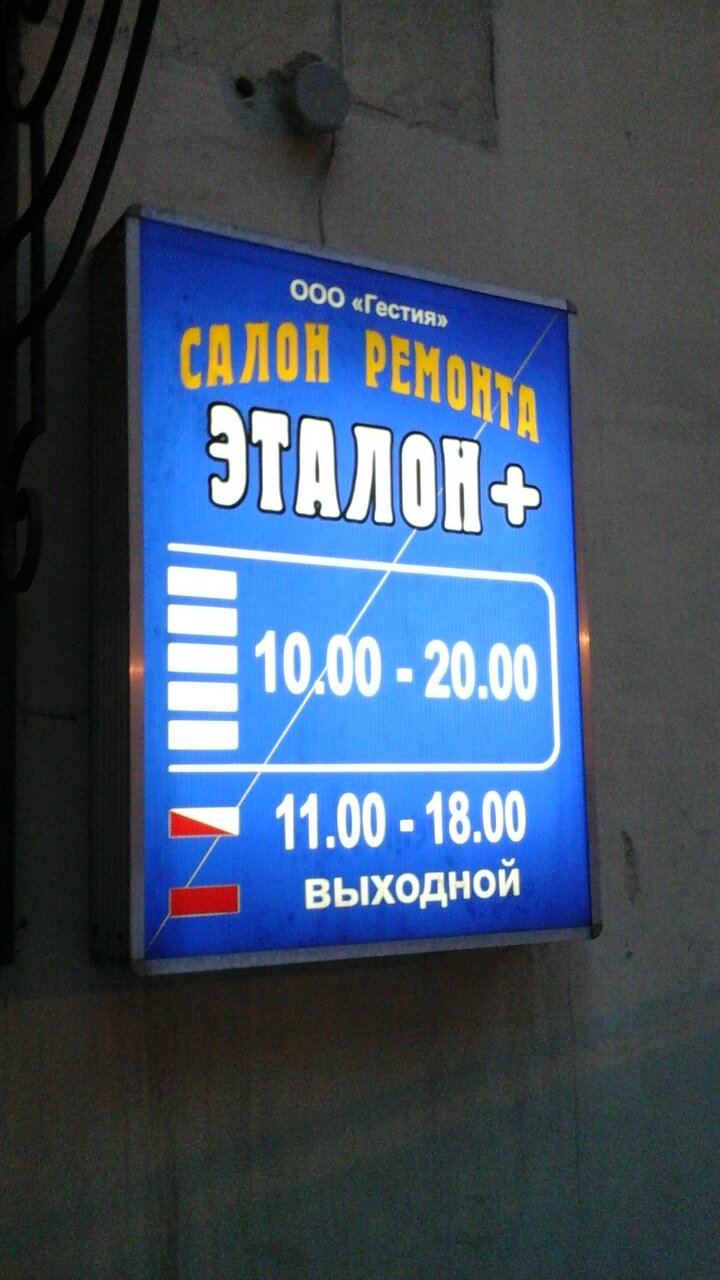 ООО «Гестия»
САЛОН РЕМОНТА
ЭТАЛОН+
10.00 - 20.00
11.00 - 18.00
ВЫХОДНОЙ